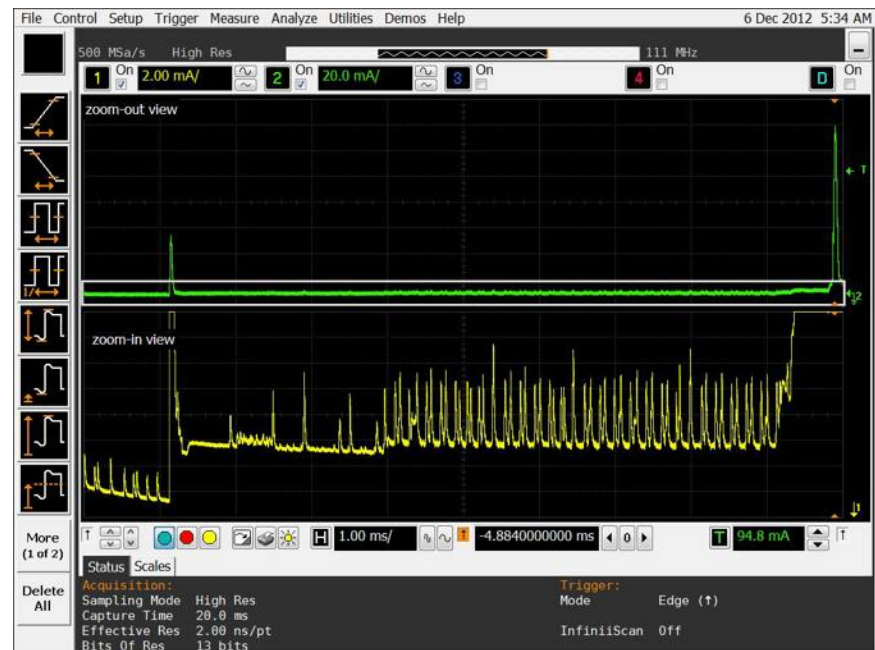 File Control Setup Trigger Measure Analyze Utilities Demos Help 6 Dec 2012 5:34 AM
500 MSa/s High Res 111 MHz
1 On 2.00 mA/ 2 On 20.0 mA/ 3 On 4 On D On
zoom-out view
T
2
zoom-in view
1/
1
More
(1 of 2)
Delete
All
H 1.00 ms/ T -4.8840000000 ms 0 T 94.8 mA
Status Scales
Acquisition: Trigger:
Sampling Mode High Res Mode Edge (↑)
Capture Time 20.0 ms
Effective Res 2.00 ns/pt InfiniiScan Off
Bits Of Res 13 bits